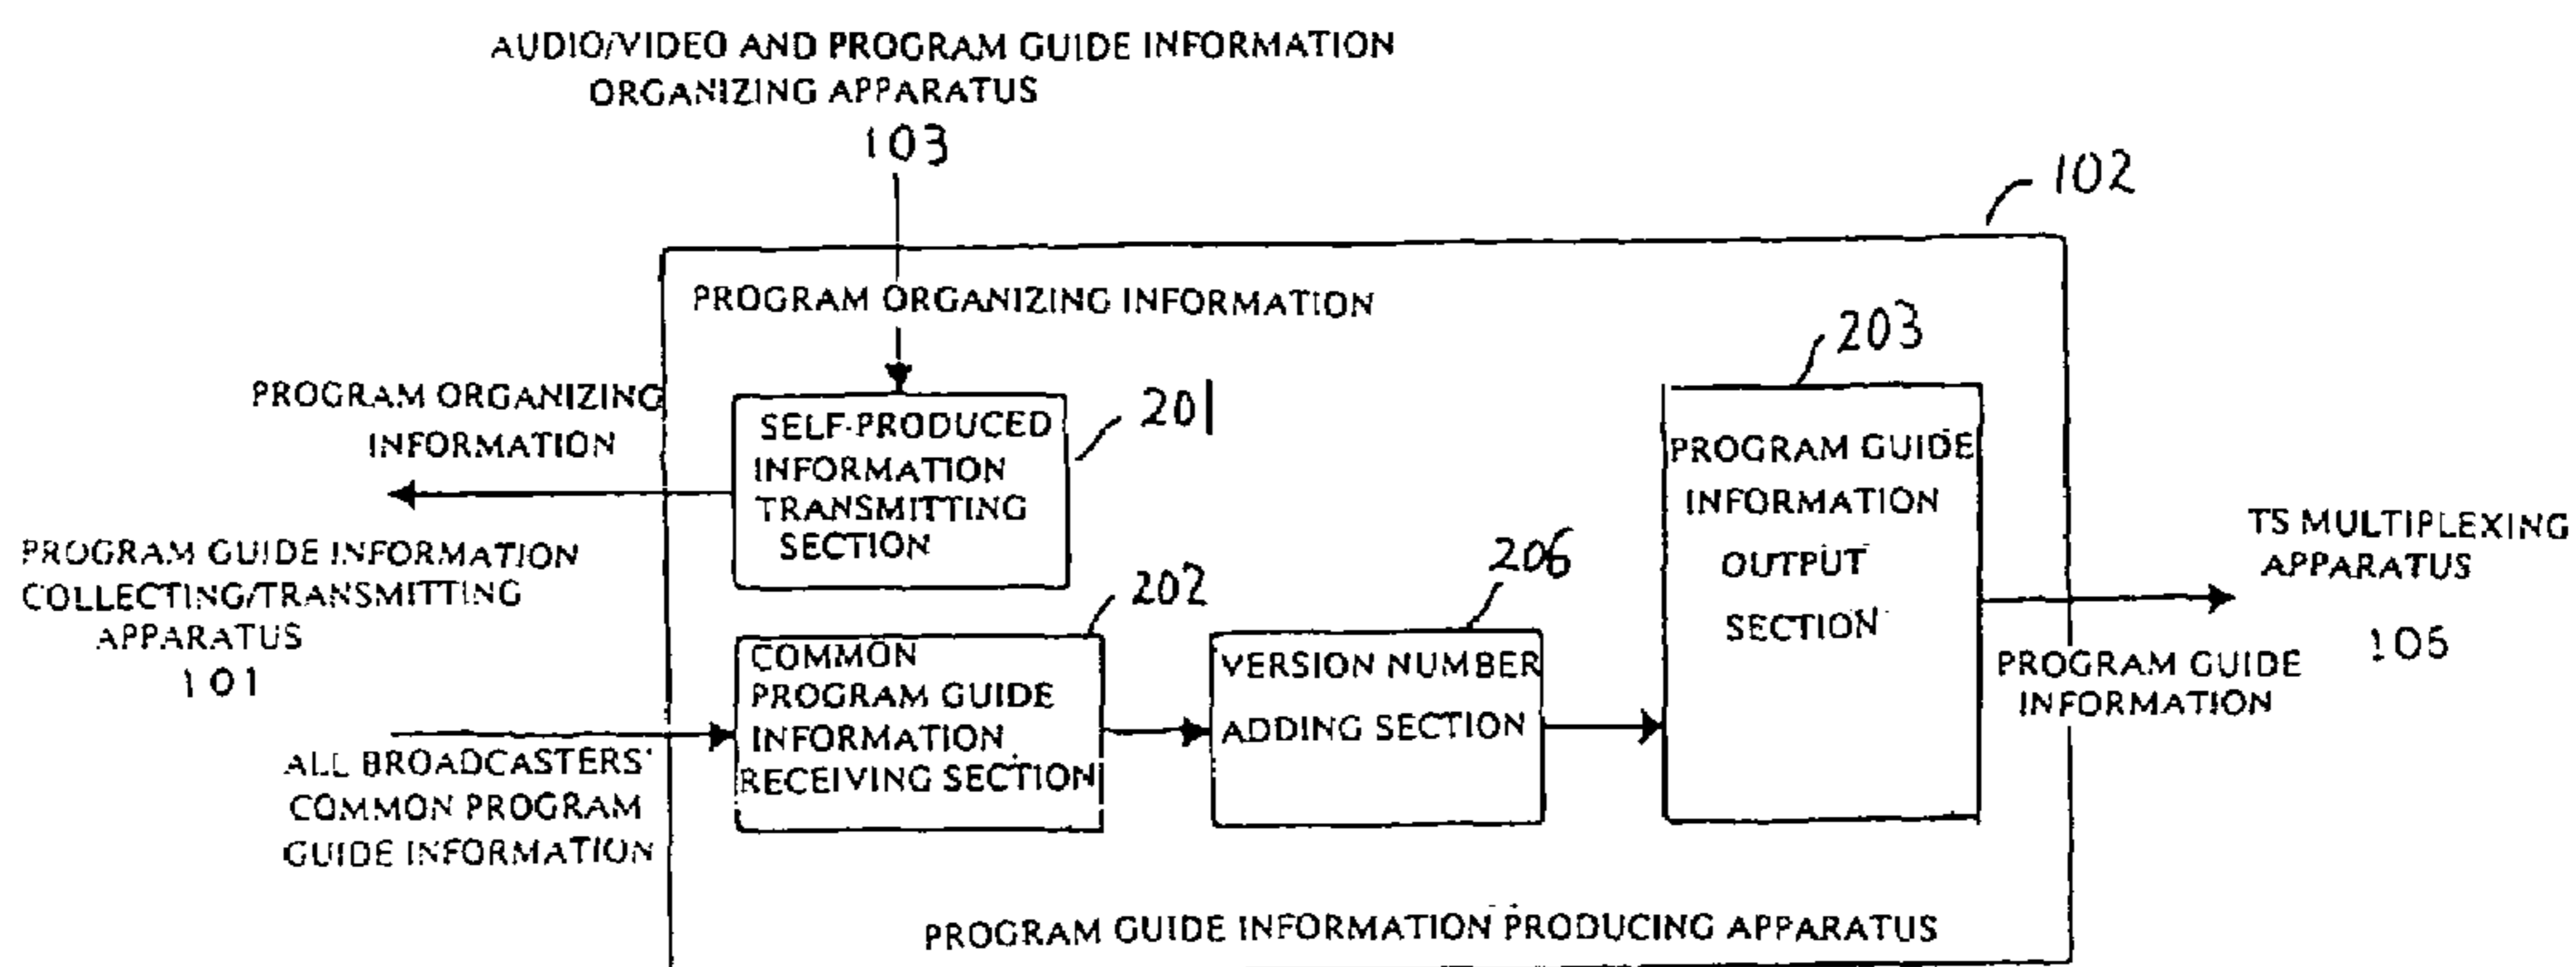 AUDIO/VIDEO AND PROGRAM GUIDE INFORMATION
ORGANIZING APPARATUS
103
102
PROGRAM ORGANIZING INFORMATION
203
PROGRAM ORGANIZING
INFORMATION
SELF-PRODUCED
INFORMATION
TRANSMITTING
SECTION
201
PROGRAM GUIDE INFORMATION
COLLECTING/TRANSMITTING
APPARATUS
101
202
COMMON
PROGRAM GUIDE
INFORMATION
RECEIVING SECTION
206
VERSION NUMBER
ADDING SECTION
PROGRAM GUIDE
INFORMATION
OUTPUT
SECTION
TS MULTIPLEXING
APPARATUS
105
PROGRAM GUIDE
INFORMATION
ALL BROADCASTERS'
COMMON PROGRAM
GUIDE INFORMATION
PROGRAM GUIDE INFORMATION PRODUCING APPARATUS